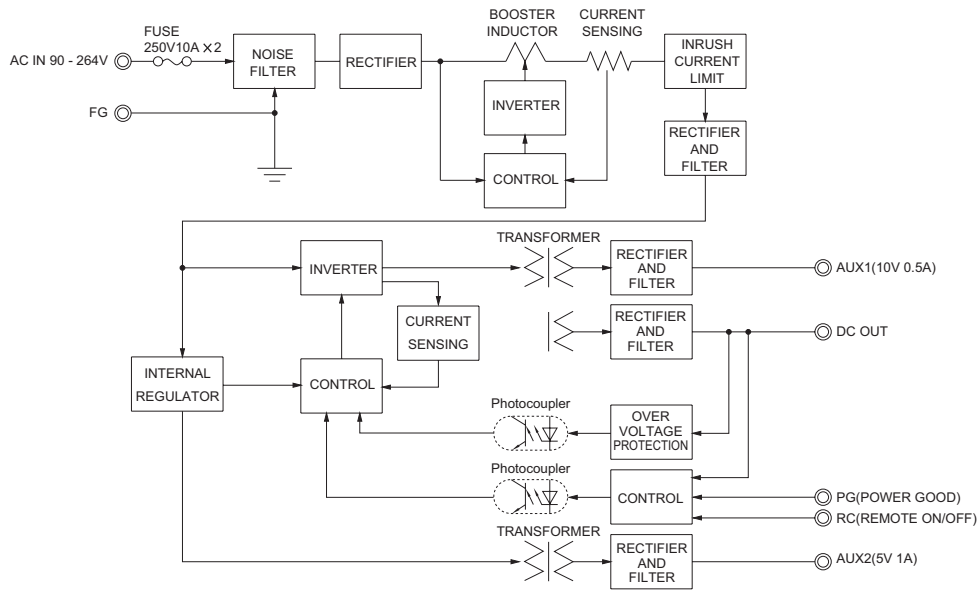 FUSE
250V10A×2
BOOSTER
INDUCTOR
CURRENT
SENSING
AC IN 90 - 264V
NOISE
FILTER
RECTIFIER
INRUSH
CURRENT
LIMIT
INVERTER
FG
RECTIFIER
AND
FILTER
CONTROL
TRANSFORMER
INVERTER
RECTIFIER
AND
FILTER
AUX1(10V 0.5A)
CURRENT
SENSING
RECTIFIER
AND
FILTER
DC OUT
INTERNAL
REGULATOR
CONTROL
Photocoupler
OVER
VOLTAGE
PROTECTION
Photocoupler
CONTROL
PG(POWER GOOD)
RC(REMOTE ON/OFF)
TRANSFORMER
RECTIFIER
AND
FILTER
AUX2(5V 1A)